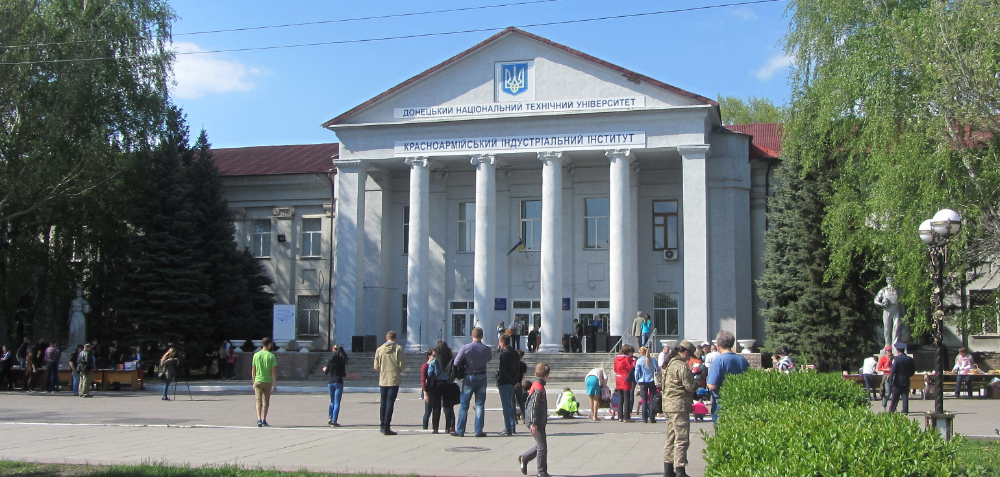 ДОНЕЦЬКИЙ НАЦІОНАЛЬНИЙ ТЕХНІЧНИЙ УНІВЕРСИТЕТ
КРАСНОАРМІЙСЬКИЙ ІНДУСТРІАЛЬНИЙ ІНСТИТУТ